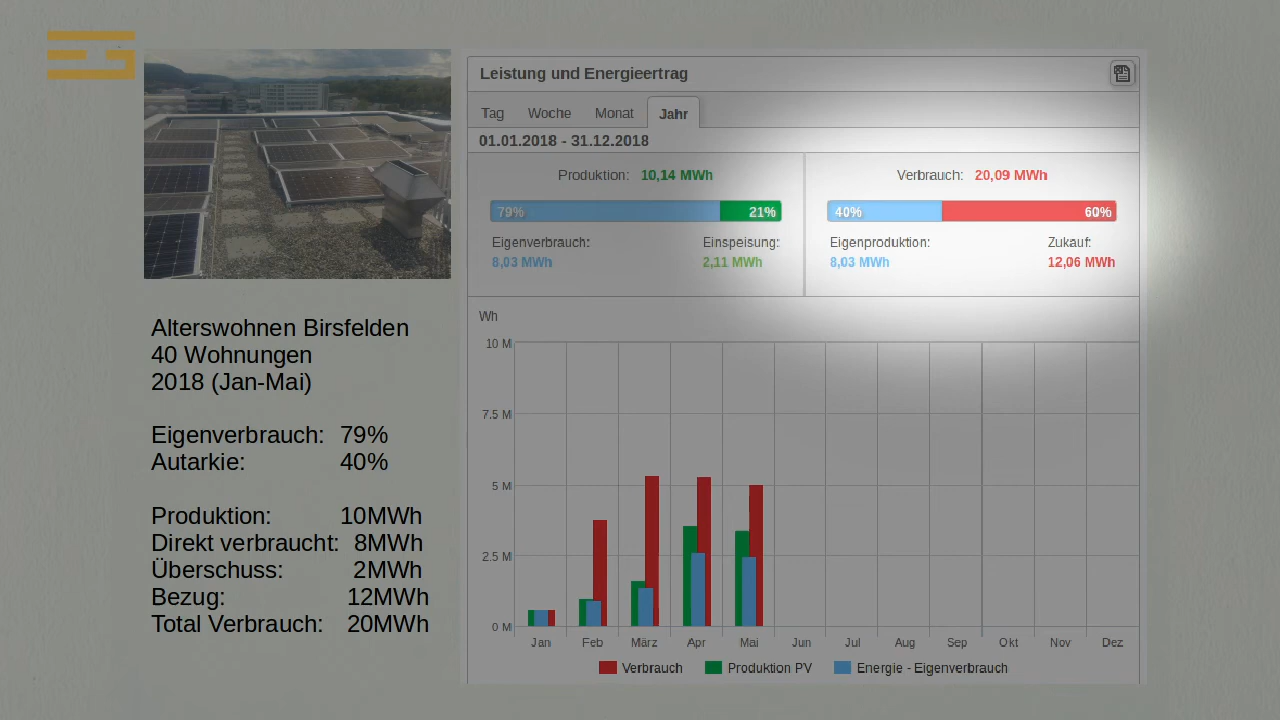 Leistung und Energieertrag
Tag Woche Monat Jahr
01.01.2018 - 31.12.2018
Produktion: 10,14 MWh
79% 21%
Eigenverbrauch: Einspeisung:
8,03 MWh 2,11 MWh
Verbrauch: 20,09 MWh
40% 60%
Eigenproduktion: Zukauf:
8,03 MWh 12,06 MWh
Wh
10 M
7.5 M
5 M
2.5 M
0 M
Jan Feb März Apr Mai Jun Jul Aug Sep Okt Nov Dez
Verbrauch Produktion PV Energie - Eigenverbrauch
Alterswohnen Birsfelden
40 Wohnungen
2018 (Jan-Mai)
Eigenverbrauch: 79%
Autarkie: 40%
Produktion: 10MWh
Direkt verbraucht: 8MWh
Überschuss: 2MWh
Bezug: 12MWh
Total Verbrauch: 20MWh